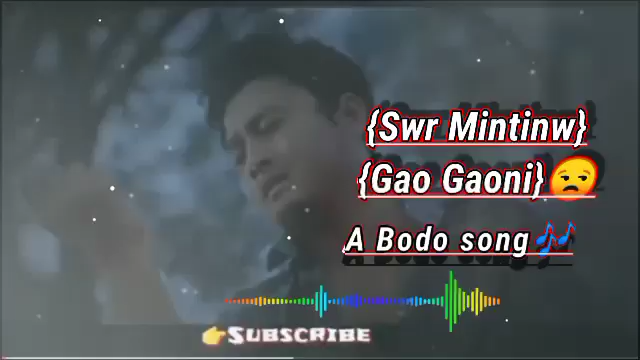 {Swr Mintinw}
{Gao Gaoni}😒
A Bodo song🎶
👉SUBSCRIBE